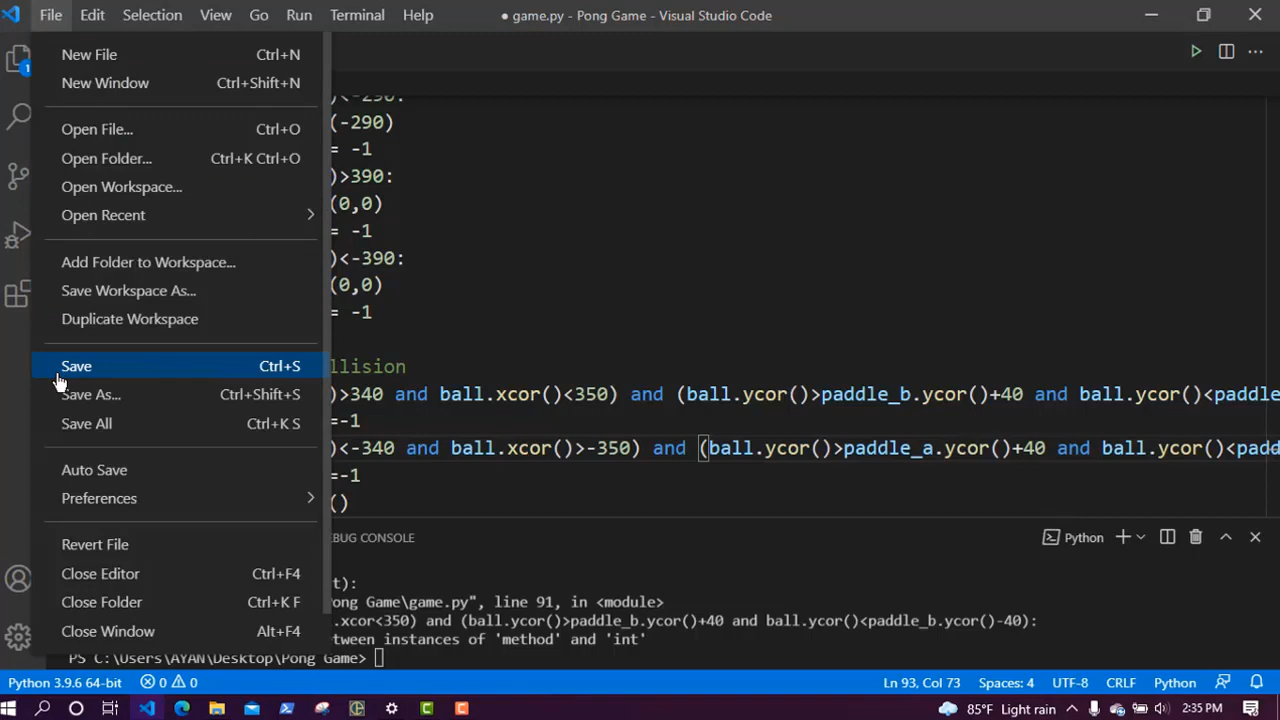 File Edit Selection View Go Run Terminal Help ● game.py - Pong Game - Visual Studio Code
New File Ctrl+N
New Window Ctrl+Shift+N
Open File... Ctrl+O
Open Folder... Ctrl+K Ctrl+O
Open Workspace...
Open Recent
Add Folder to Workspace...
Save Workspace As...
Duplicate Workspace
Save Ctrl+S
Save As... Ctrl+Shift+S
Save All Ctrl+K S
Auto Save
Preferences
Revert File
Close Editor Ctrl+F4
Close Folder Ctrl+K F
Close Window Alt+F4
1
)<-290:
(-290)
= -1
)>390:
(0,0)
= -1
)<-390:
(0,0)
= -1
llision
)>340 and ball.xcor()<350) and (ball.ycor()>paddle_b.ycor()+40 and ball.ycor()<paddle
=-1
)<-340 and ball.xcor()>-350) and (ball.ycor()>paddle_a.ycor()+40 and ball.ycor()<padd
=-1
()
BUG CONSOLE Python
t):
ong Game\game.py", line 91, in <module>
.xcor<350) and (ball.ycor()>paddle_b.ycor()+40 and ball.ycor()<paddle_b.ycor()-40):
tween instances of 'method' and 'int'
PS C:\Users\AYAN\Desktop\Pong Game>
Python 3.9.6 64-bit 0 0 Ln 93, Col 73 Spaces: 4 UTF-8 CRLF Python
85°F Light rain 2:35 PM